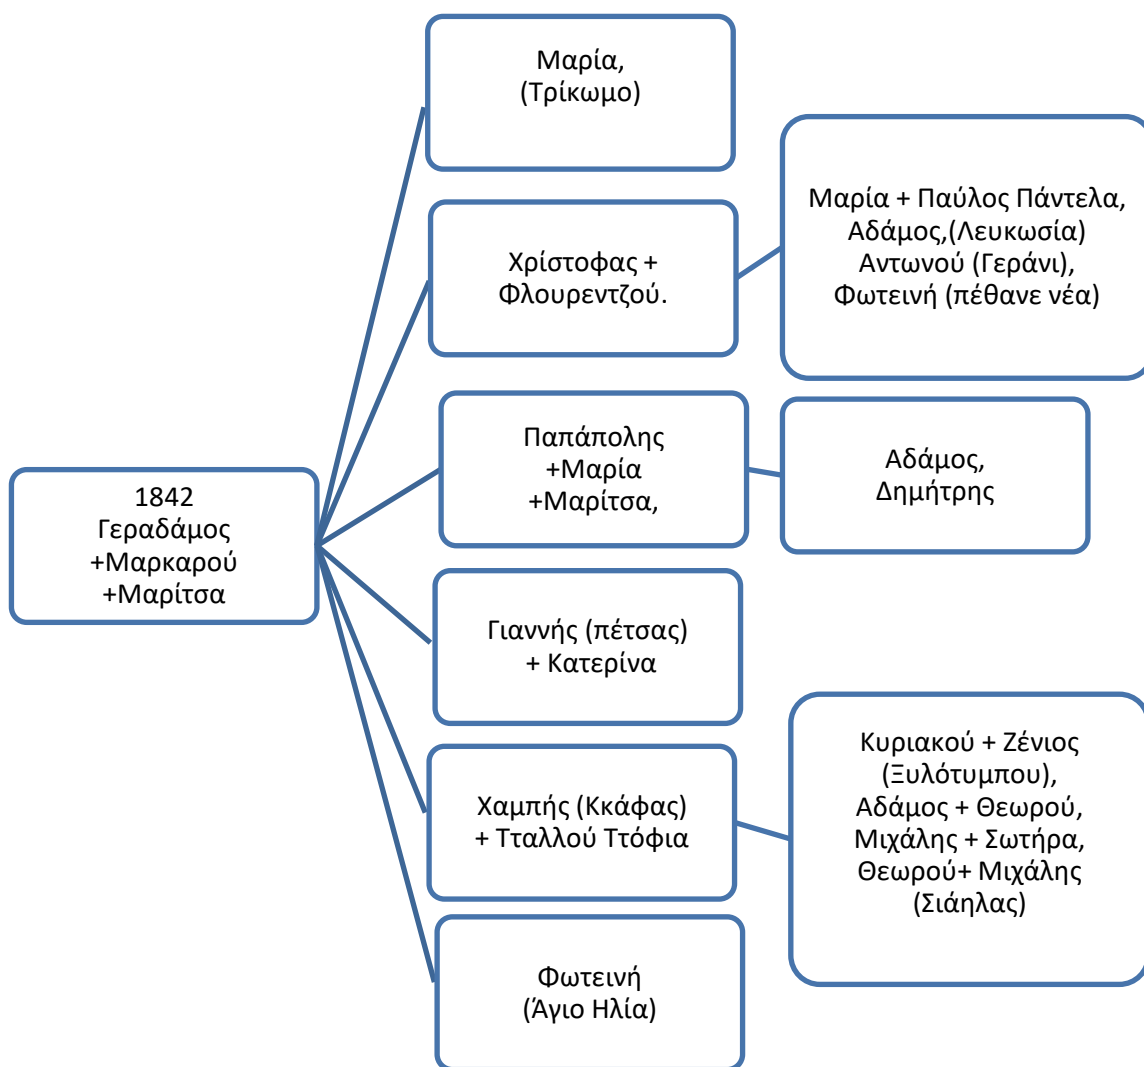 1842
Γεραδάμος
+Μαρκαρού
+Μαρίτσα
Μαρία,
(Τρίκωμο)
Χρίστοφας +
Φλουρεντζού.
Μαρία + Παύλος Πάντελα,
Αδάμος,(Λευκωσία)
Αντωνού (Γεράνι),
Φωτεινή (πέθανε νέα)
Παπάπολης
+Μαρία
+Μαρίτσα,
Αδάμος,
Δημήτρης
Γιαννής (πέτσας)
+ Κατερίνα
Χαμπής (Κκάφας)
+ Τταλλού Ττόφια
Κυριακού + Ζένιος
(Ξυλότυμπου),
Αδάμος + Θεωρού,
Μιχάλης + Σωτήρα,
Θεωρού+ Μιχάλης
(Σιάηλας)
Φωτεινή
(Άγιο Ηλία)